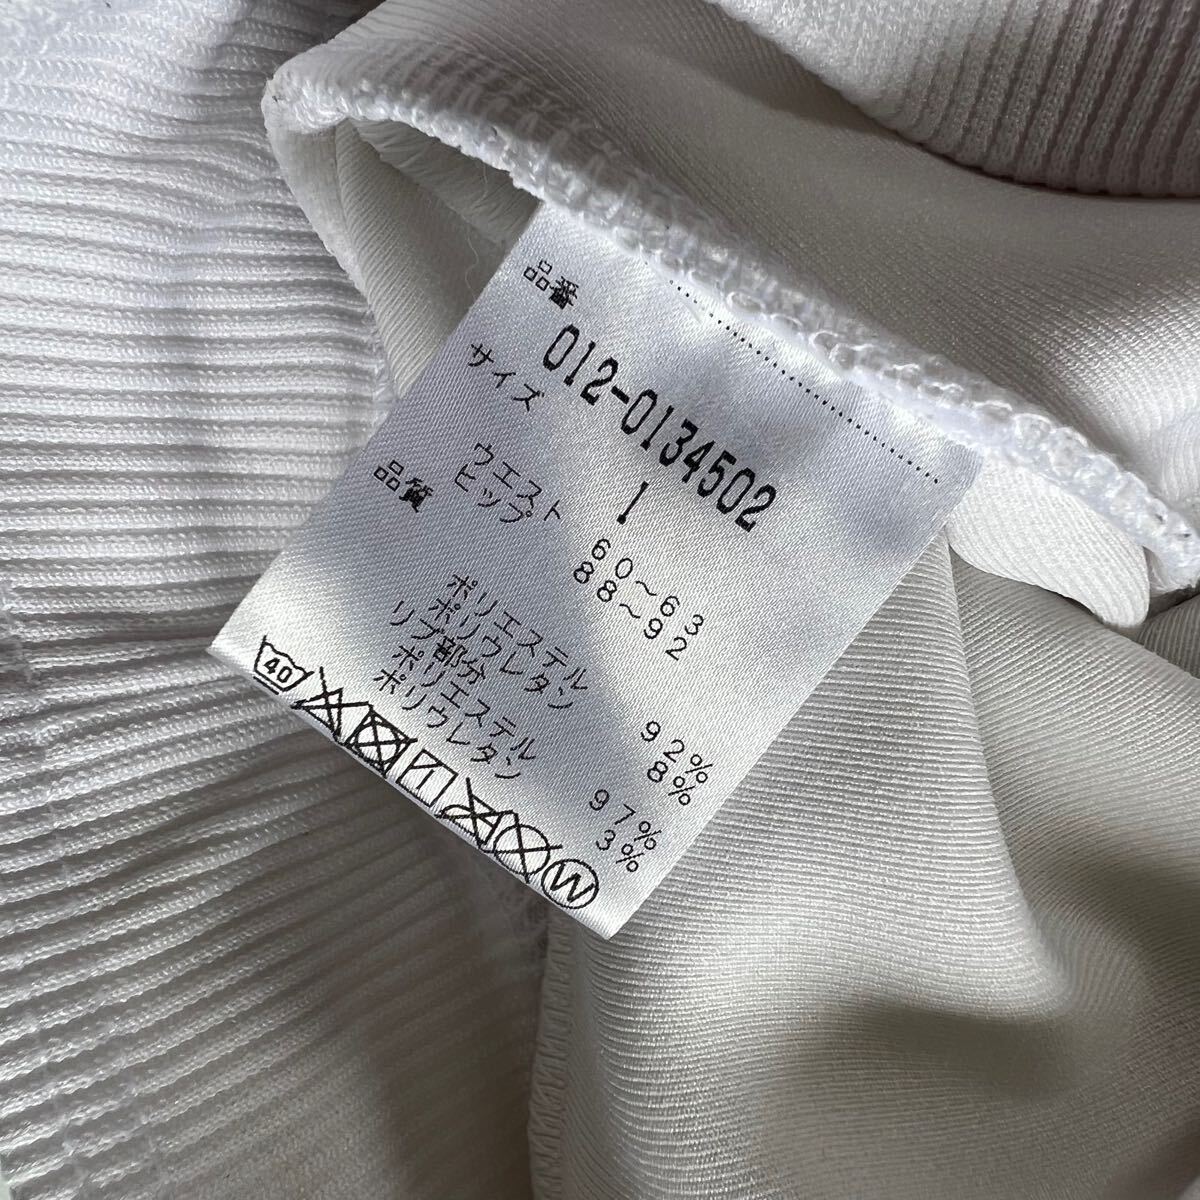 品番
012-0134502
サイズ 1
ウエスト 60~63
ヒップ 88~92
品質
ポリエステル 92%
ポリウレタン 8%
リブ部分
ポリエステル 97%
ポリウレタン 3%
40
W